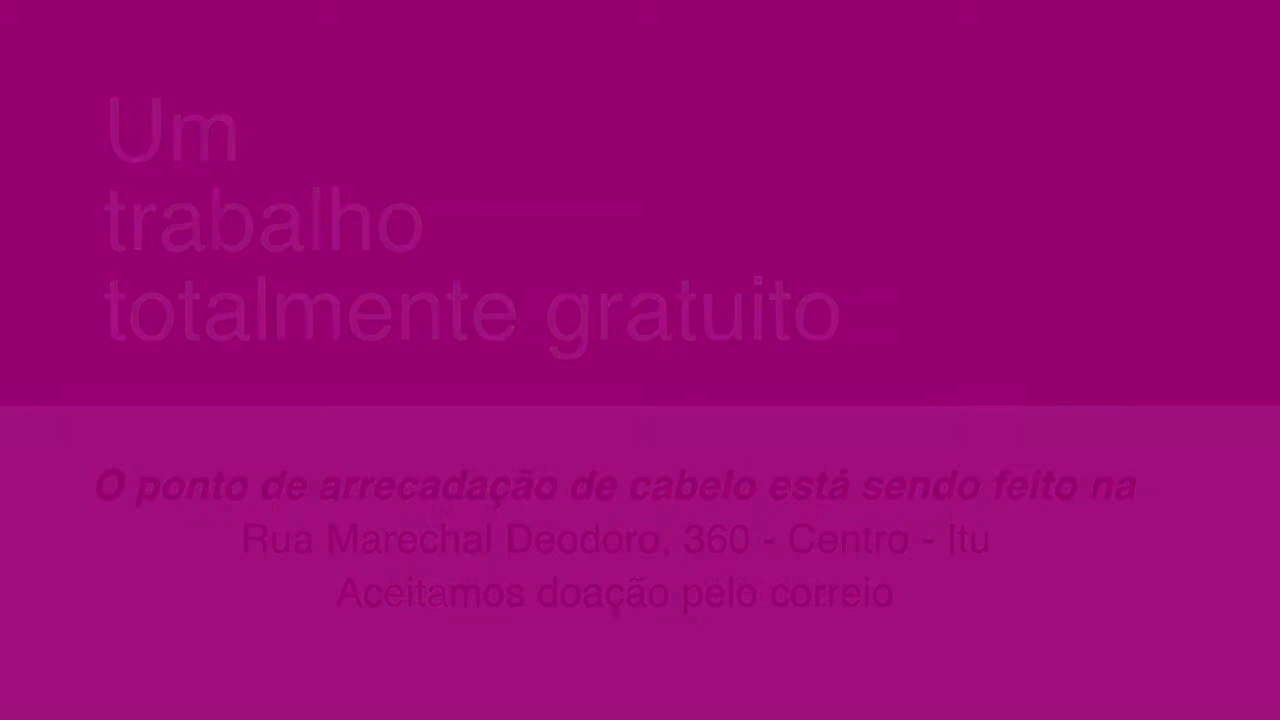 Um
trabalho
totalmente gratuito
O ponto de arrecadação de cabelo está sendo feito na
Rua Marechal Deodoro, 360 - Centro - Itu
Aceitamos doação pelo correio